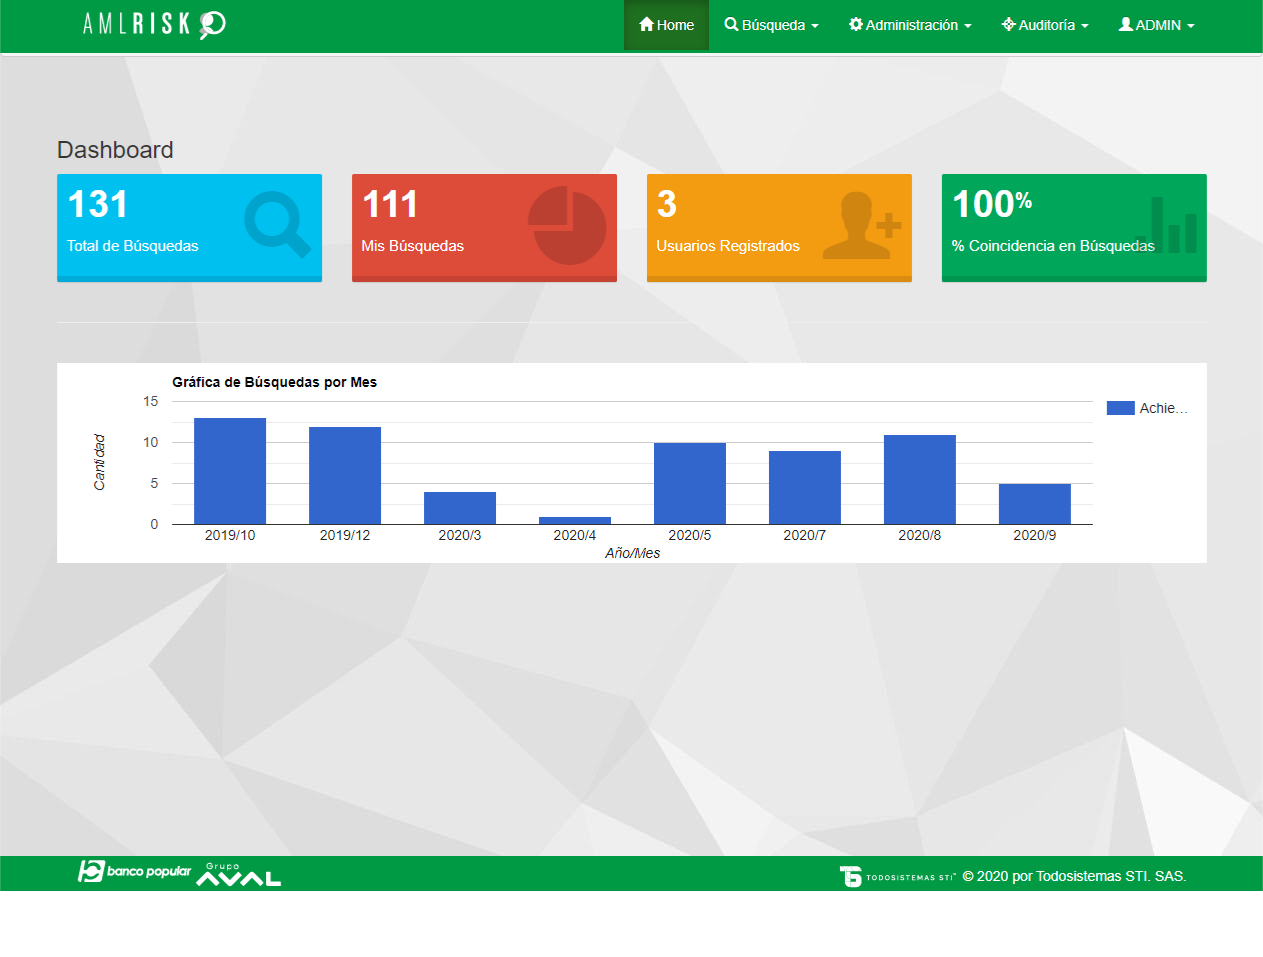 AMLRISK
Home Búsqueda Administración Auditoría ADMIN
Dashboard
131
Total de Búsquedas
111
Mis Búsquedas
3
Usuarios Registrados
100%
% Coincidencia en Búsquedas
Gráfica de Búsquedas por Mes
Cantidad
15
10
5
0
Achie...
2019/10 2019/12 2020/3 2020/4 2020/5 2020/7 2020/8 2020/9
Año/Mes
banco popular
Grupo
AVAL
TODOSISTEMAS STI
© 2020 por Todosistemas STI. SAS.